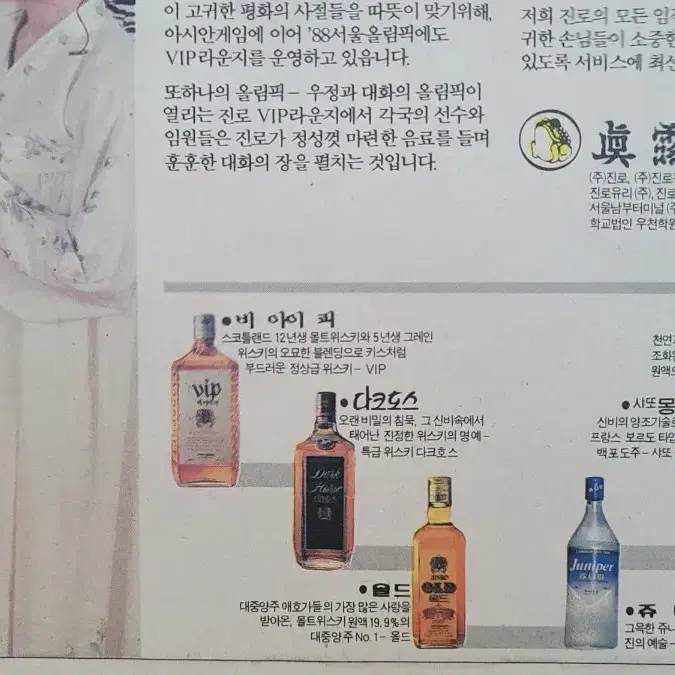 이 고귀한 평화의 사절들을 따뜻이 맞기위해,
아시안게임에 이어 '88서울올림픽에도
VIP라운지를 운영하고 있읍니다.
또하나의 올림픽— 우정과 대화의 올림픽이
열리는 진로 VIP라운지에서 각국의 선수와
임원들은 진로가 정성껏 마련한 음료를 들며
훈훈한 대화의 장을 펼치는 것입니다.
저희 진로의 모든
귀한 손님들이 소중한
있도록 서비스에
眞露
(주)진로, (주)진로
진로유리(주), 진로
서울남부터미널(주
학교법인 우천학원
•비 아이 피
스코틀랜드 12년생 몰트위스키와 5년생 그레인
위스키의 오묘한 블렌딩으로 키스처럼
부드러운 정상급 위스키— VIP
vip
•다크호스
오랜 비밀의 침묵, 그 신비속에서
태어난 진정한 위스키의 명예—
특급 위스키 다크호스
Dark
Horse
•올드
대중양주 애호가들의 가장 많은 사랑을
받아온, 몰트위스키 원액 19.9%의
대중양주 No.1— 올드
OLD
천연
조화
원액
•샤또몽
신비의 양조기술로
프랑스 보르도 타입
백포도주— 샤또
Juniper
•쥬
그윽한 쥬니
진의 예술—